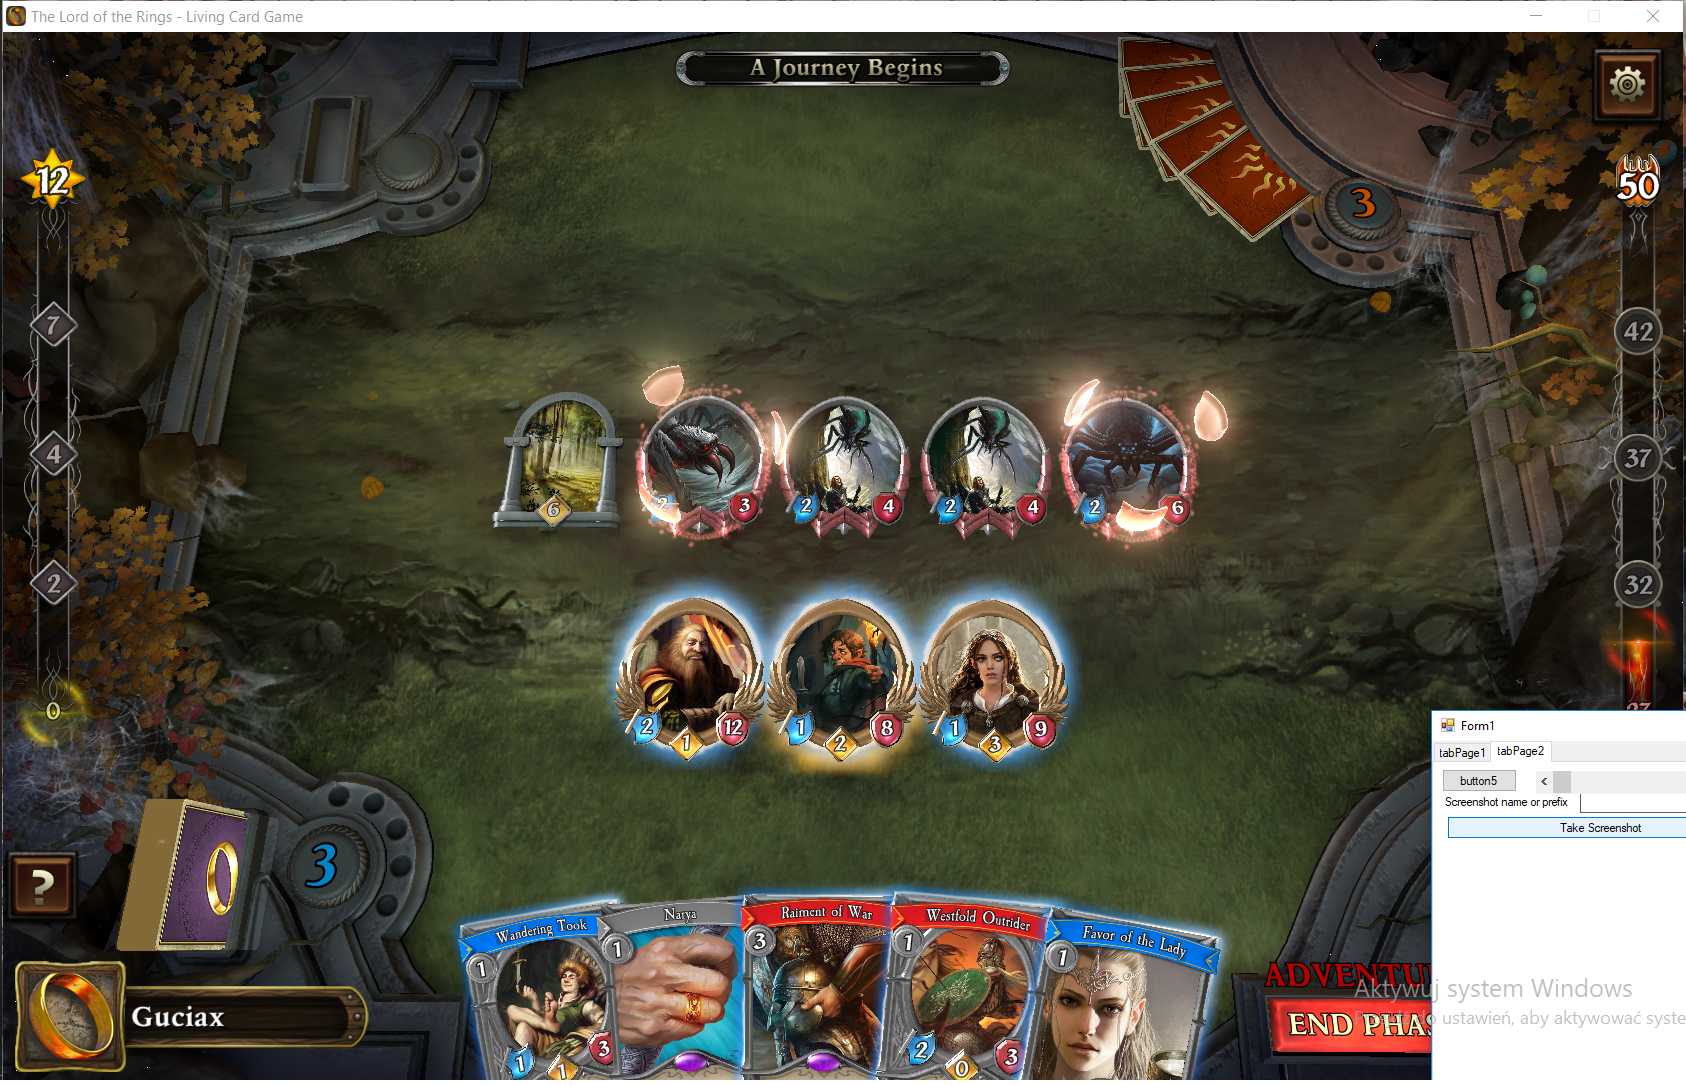 The Lord of the Rings - Living Card Game
A Journey Begins
12
50
3
7
42
4
37
2
32
0
6
3
2
4
2
4
2
6
2
1
12
1
2
8
1
3
9
27
Form1
tabPage1
tabPage2
button5
<
Screenshot name or prefix
Take Screenshot
?
3
Wandering Took
1
1
1
3
Narya
1
Raiment of War
3
Westfold Outrider
1
2
0
3
Favor of the Lady
1
Guciax
ADVENTU
END PHAS
Aktywuj system Windows
ustawień, aby aktywować syste